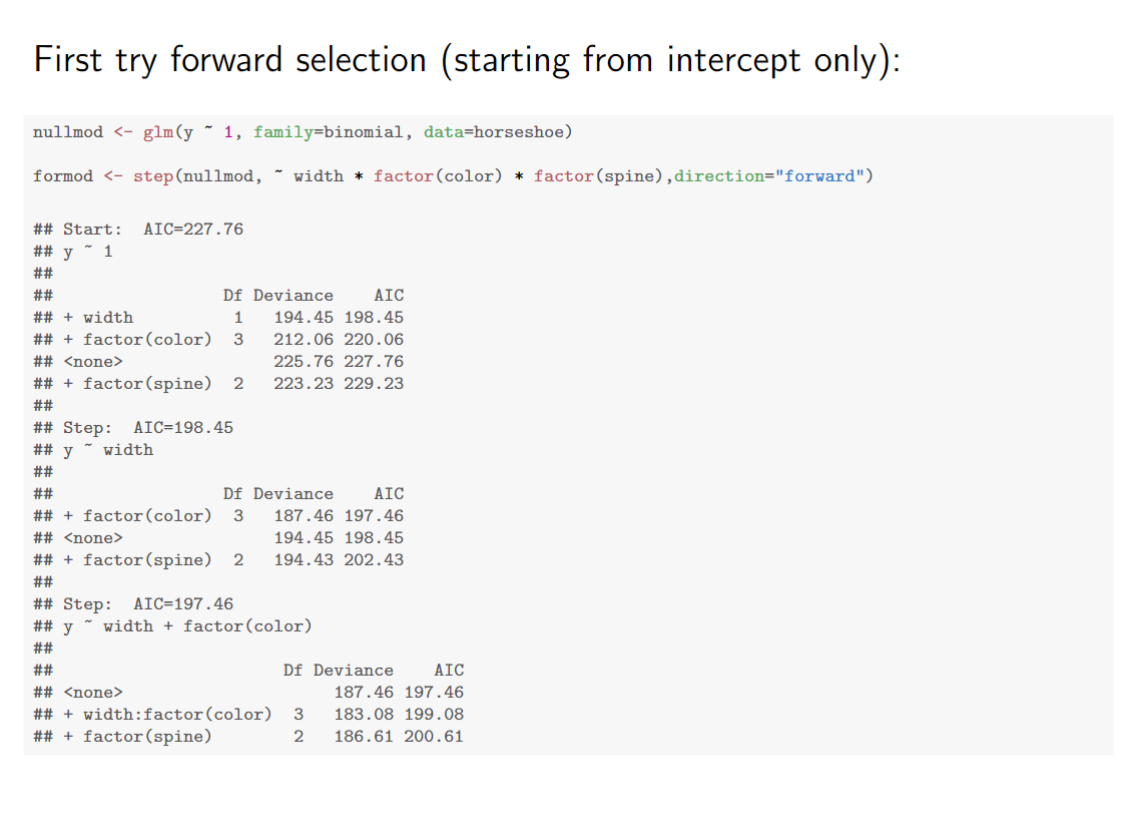 First try forward selection (starting from intercept only):
nullmod <- glm(y ~ 1, family=binomial, data=horseshoe)
formod <- step(nullmod, ~ width * factor(color) * factor(spine),direction="forward")
## Start:  AIC=227.76
## y ~ 1
##
##                 Df Deviance    AIC
## + width          1   194.45 198.45
## + factor(color)  3   212.06 220.06
## <none>               225.76 227.76
## + factor(spine)  2   223.23 229.23
##
## Step:  AIC=198.45
## y ~ width
##
##                 Df Deviance    AIC
## + factor(color)  3   187.46 197.46
## <none>               194.45 198.45
## + factor(spine)  2   194.43 202.43
##
## Step:  AIC=197.46
## y ~ width + factor(color)
##
##                       Df Deviance    AIC
## <none>                     187.46 197.46
## + width:factor(color)  3   183.08 199.08
## + factor(spine)        2   186.61 200.61